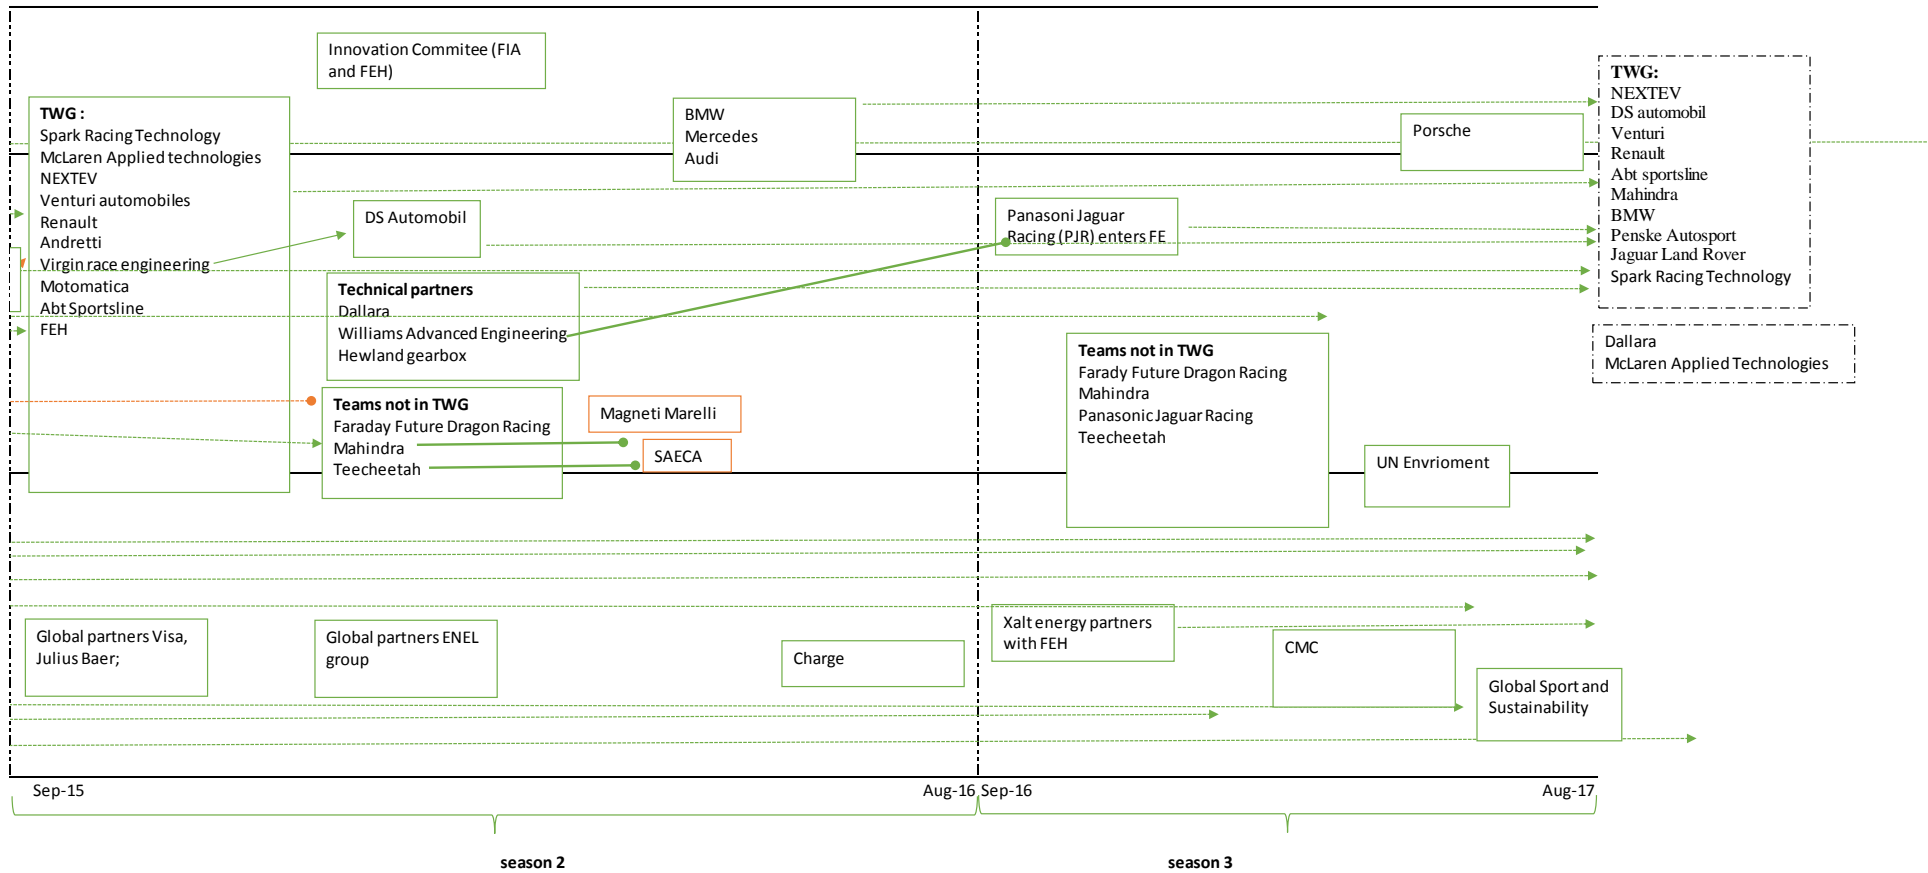 Innovation Commitee (FIA
and FEH)
TWG :
Spark Racing Technology
McLaren Applied technologies
NEXTEV
Venturi automobiles
Renault
Andretti
Virgin race engineering
Motomatica
Abt Sportsline
FEH
DS Automobil
Technical partners
Dallara
Williams Advanced Engineering
Hewland gearbox
Teams not in TWG
Faraday Future Dragon Racing
Mahindra
Teecheetah
BMW
Mercedes
Audi
Magneti Marelli
SAECA
Panasoni Jaguar
Racing (PJR) enters FE
Porsche
Teams not in TWG
Farady Future Dragon Racing
Mahindra
Panasonic Jaguar Racing
Teecheetah
UN Envrioment
TWG:
NEXTEV
DS automobil
Venturi
Renault
Abt sportsline
Mahindra
BMW
Penske Autosport
Jaguar Land Rover
Spark Racing Technology
Dallara
McLaren Applied Technologies
Global partners Visa,
Julius Baer;
Global partners ENEL
group
Charge
Xalt energy partners
with FEH
CMC
Global Sport and
Sustainability
Sep-15
Aug-16
Sep-16
Aug-17
season 2
season 3